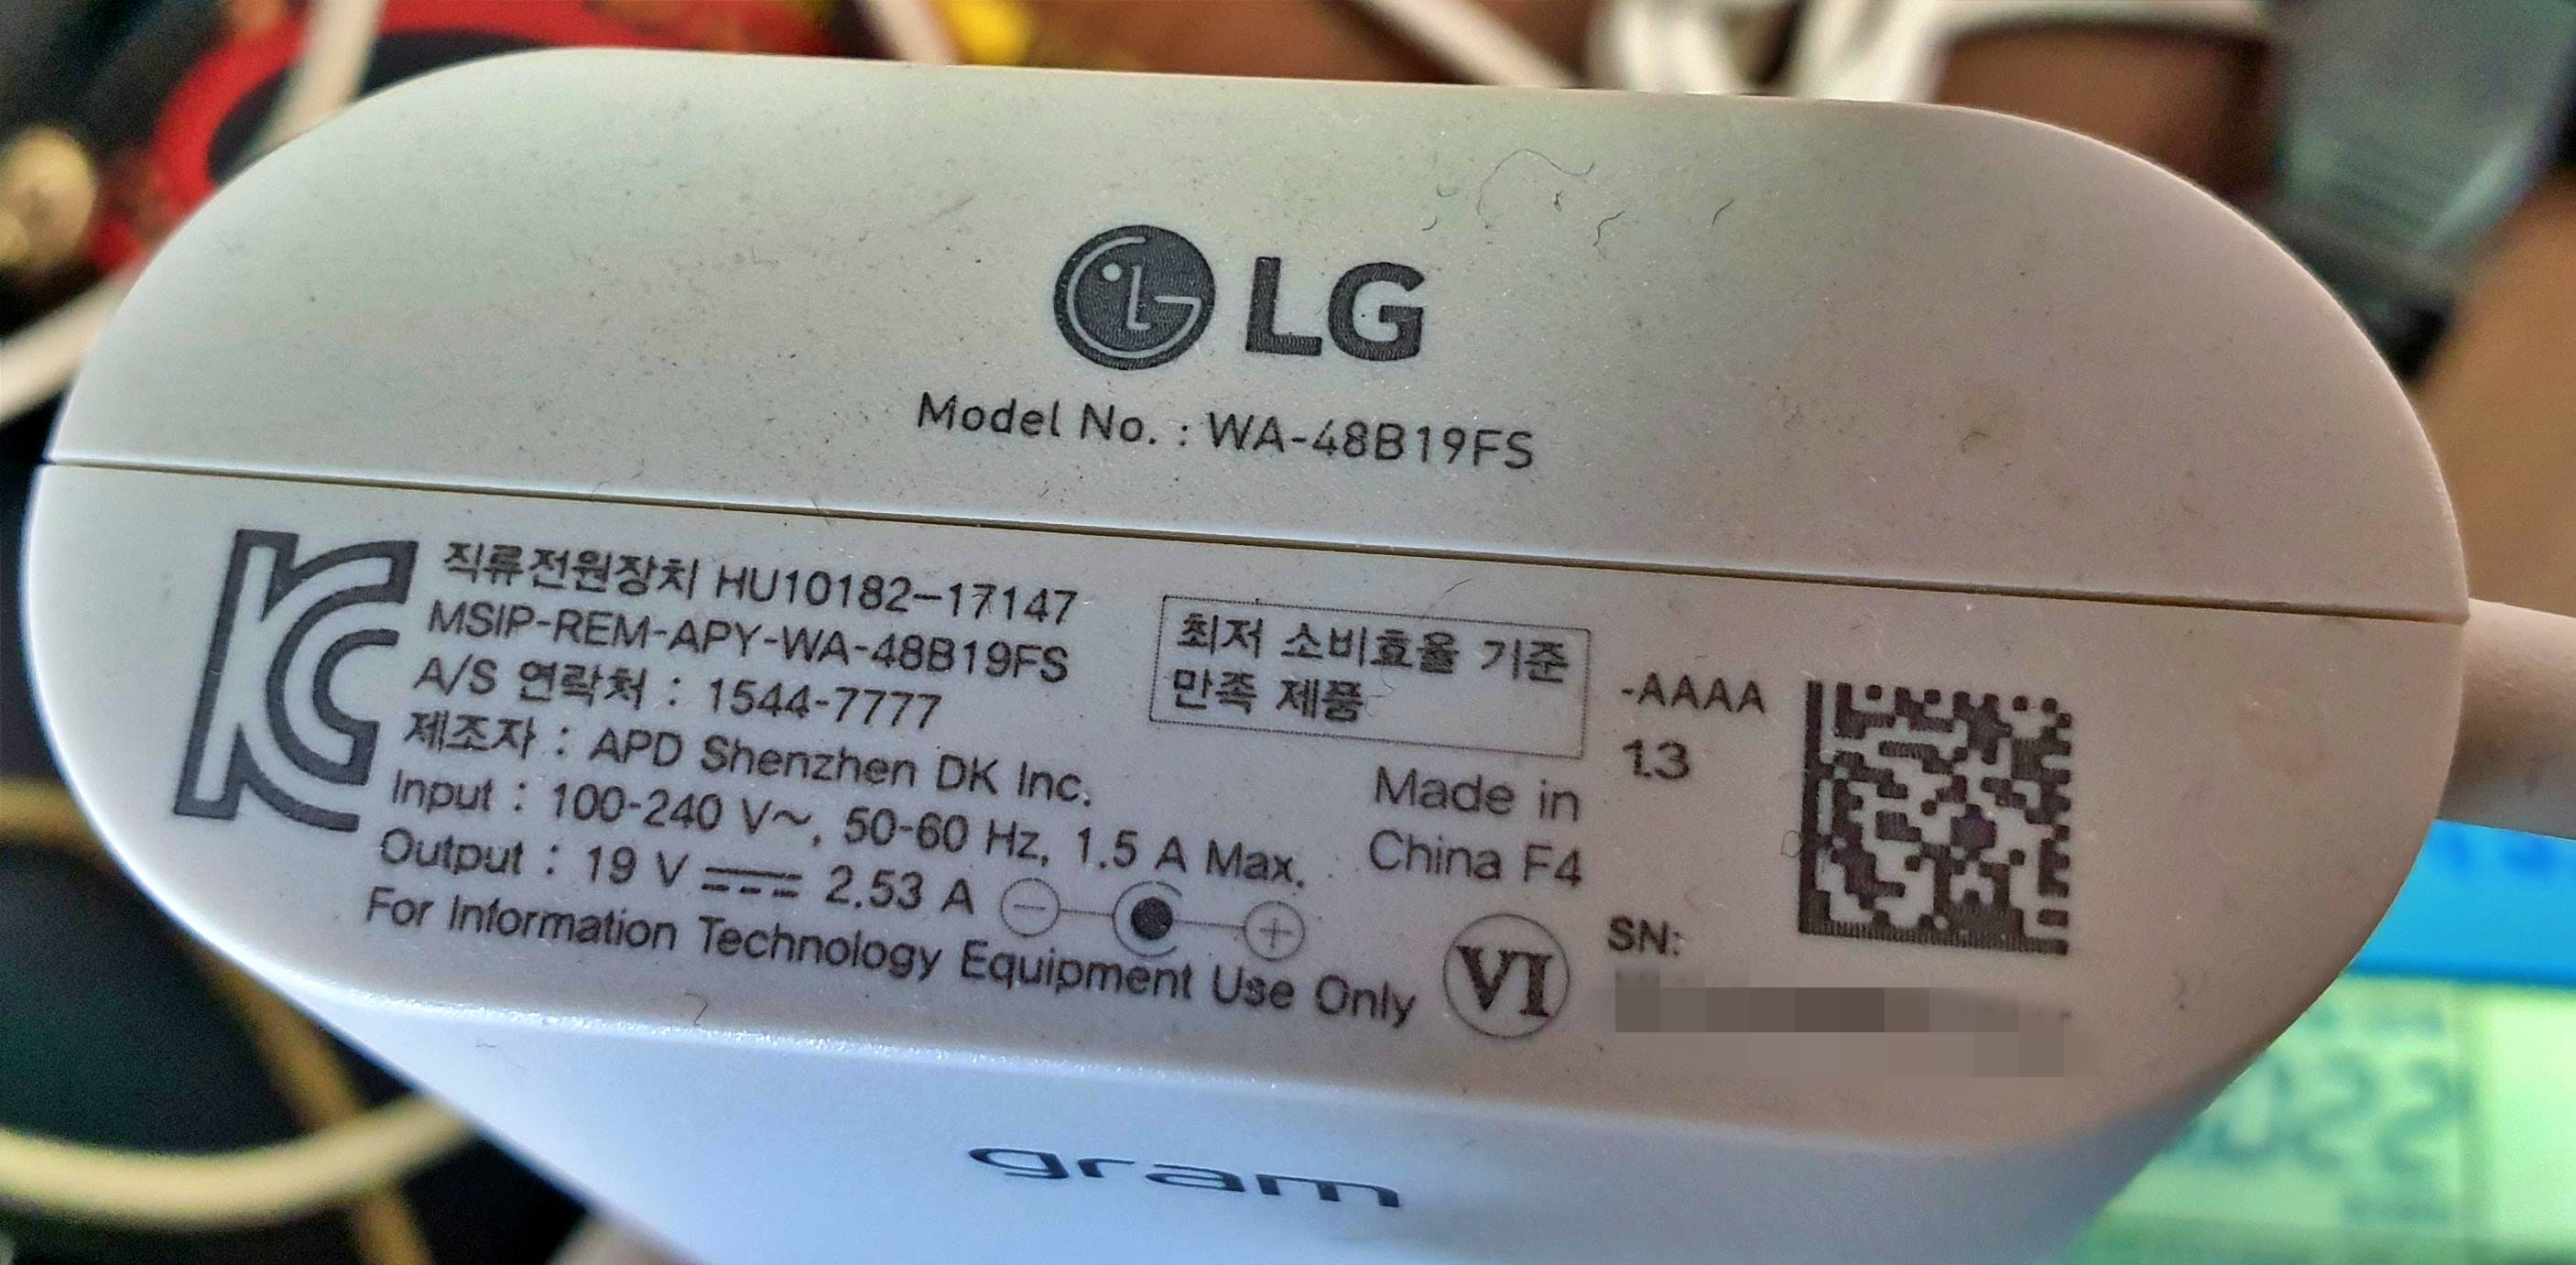 LG
Model No. : WA-48B19FS
직류전원장치 HU10182-17147
MSIP-REM-APY-WA-48B19FS
A/S 연락처 : 1544-7777
제조자 : APD Shenzhen DK Inc.
Input : 100-240 V~, 50-60 Hz, 1.5 A Max.
Output : 19 V ⎓ 2.53 A
For Information Technology Equipment Use Only
최저 소비효율 기준
만족 제품
Made in
China F4
VI
-AAAA
1.3
SN:
gram